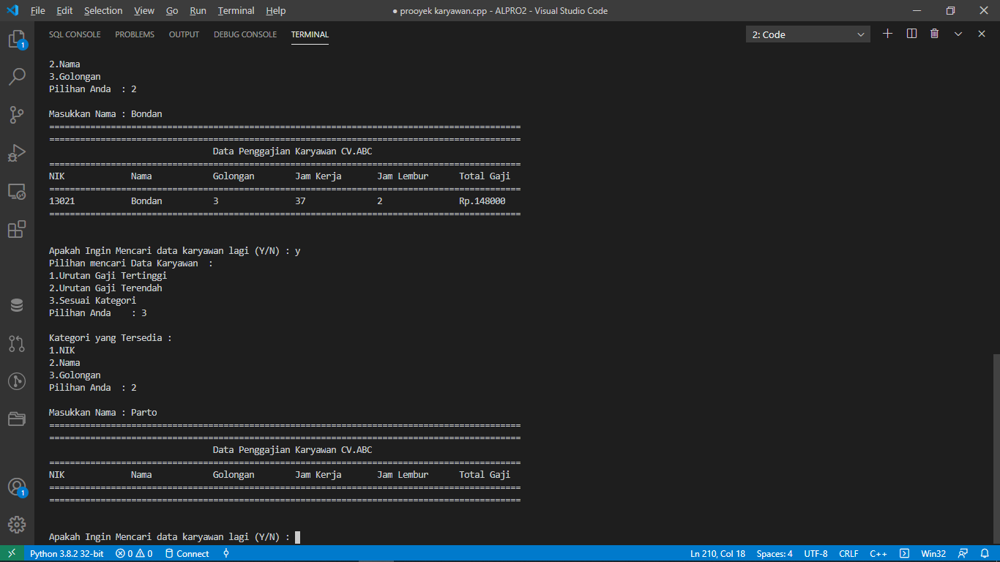 File Edit Selection View Go Run Terminal Help ● prooyek karyawan.cpp - ALPRO2 - Visual Studio Code
SQL CONSOLE PROBLEMS OUTPUT DEBUG CONSOLE TERMINAL 2: Code
2.Nama
3.Golongan
Pilihan Anda  : 2
Masukkan Nama : Bondan
============================================================================================
============================================================================================
Data Penggajian Karyawan CV.ABC
============================================================================================
NIK Nama Golongan Jam Kerja Jam Lembur Total Gaji
============================================================================================
13021 Bondan 3 37 2 Rp.148000
============================================================================================
Apakah Ingin Mencari data karyawan lagi (Y/N) : y
Pilihan mencari Data Karyawan  :
1.Urutan Gaji Tertinggi
2.Urutan Gaji Terendah
3.Sesuai Kategori
Pilihan Anda    : 3
Kategori yang Tersedia :
1.NIK
2.Nama
3.Golongan
Pilihan Anda  : 2
Masukkan Nama : Parto
============================================================================================
============================================================================================
Data Penggajian Karyawan CV.ABC
============================================================================================
NIK Nama Golongan Jam Kerja Jam Lembur Total Gaji
============================================================================================
============================================================================================
Apakah Ingin Mencari data karyawan lagi (Y/N) :
1
1
Python 3.8.2 32-bit 0 0 Connect Ln 210, Col 18 Spaces: 4 UTF-8 CRLF C++ Win32